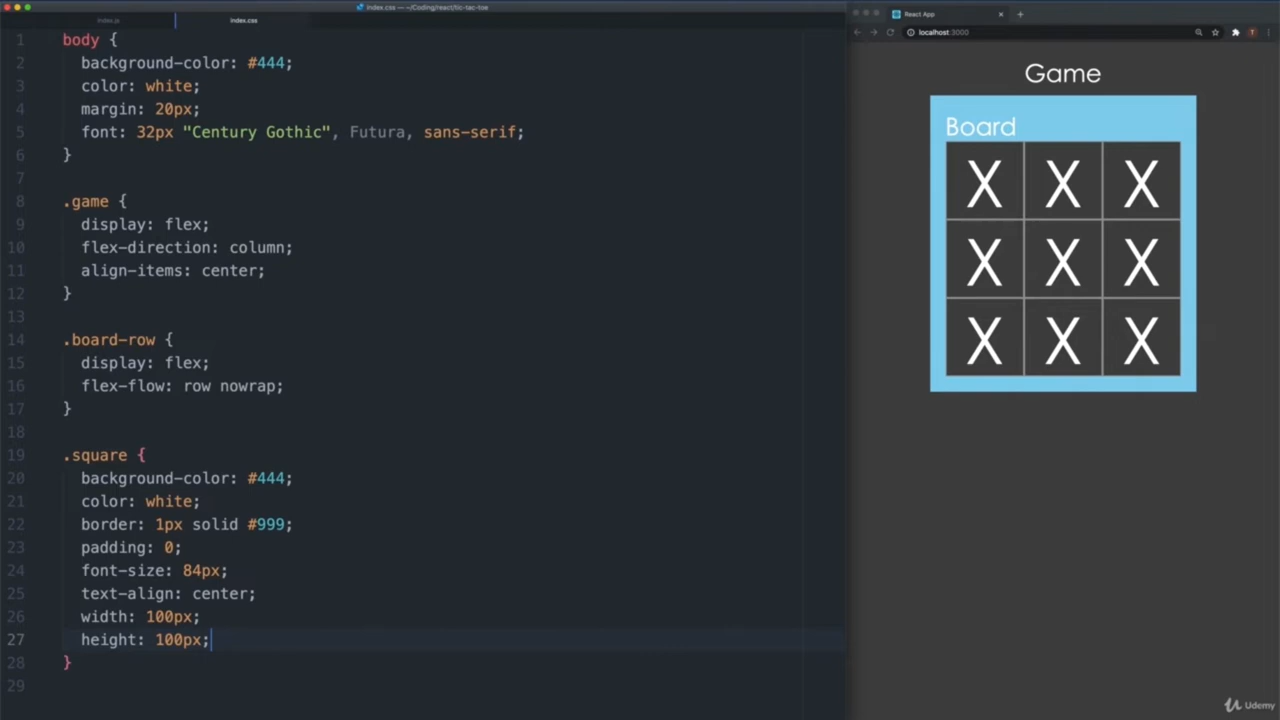 index.css — ~/Coding/react/tic-tac-toe
index.js
index.css
1 body {
2 background-color: #444;
3 color: white;
4 margin: 20px;
5 font: 32px "Century Gothic", Futura, sans-serif;
6 }
7
8 .game {
9 display: flex;
10 flex-direction: column;
11 align-items: center;
12 }
13
14 .board-row {
15 display: flex;
16 flex-flow: row nowrap;
17 }
18
19 .square {
20 background-color: #444;
21 color: white;
22 border: 1px solid #999;
23 padding: 0;
24 font-size: 84px;
25 text-align: center;
26 width: 100px;
27 height: 100px;
28 }
29
React App
localhost:3000
T
Game
Board
X X X
X X X
X X X
Udemy